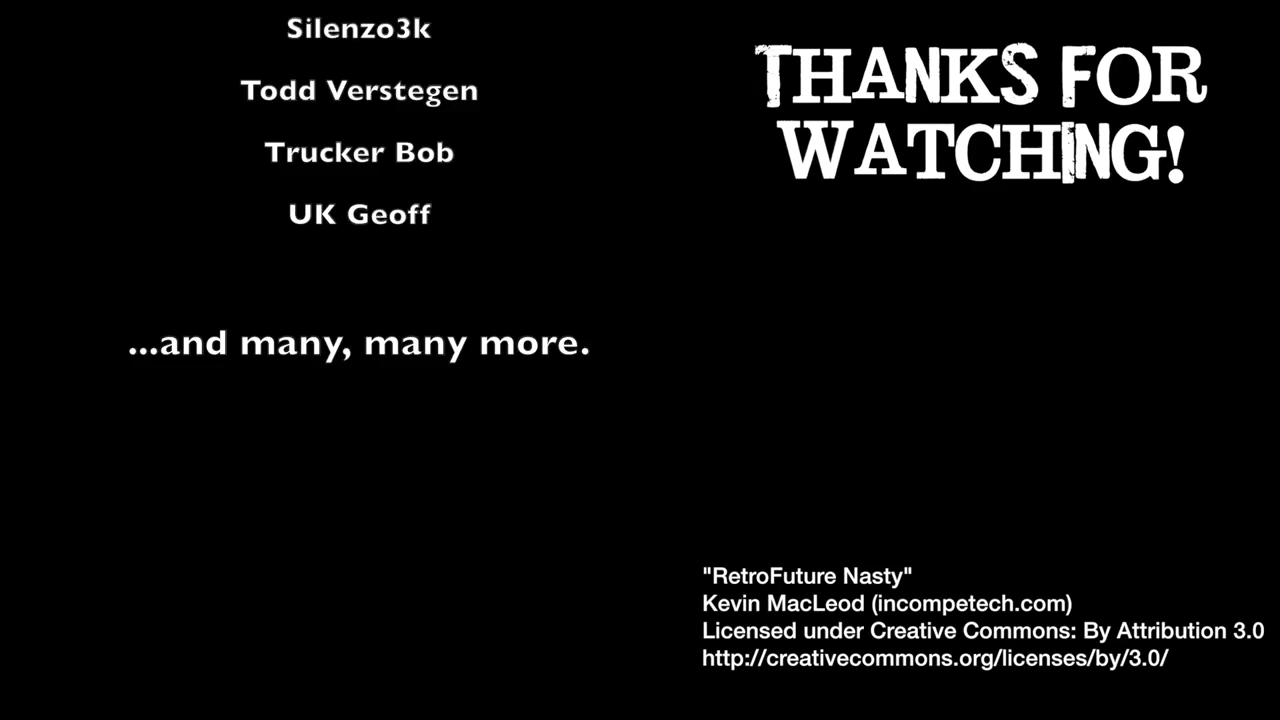 Silenzo3k
Todd Verstegen
Trucker Bob
UK Geoff
...and many, many more.
THANKS FOR
WATCHING!
"RetroFuture Nasty"
Kevin MacLeod (incompetech.com)
Licensed under Creative Commons: By Attribution 3.0
http://creativecommons.org/licenses/by/3.0/